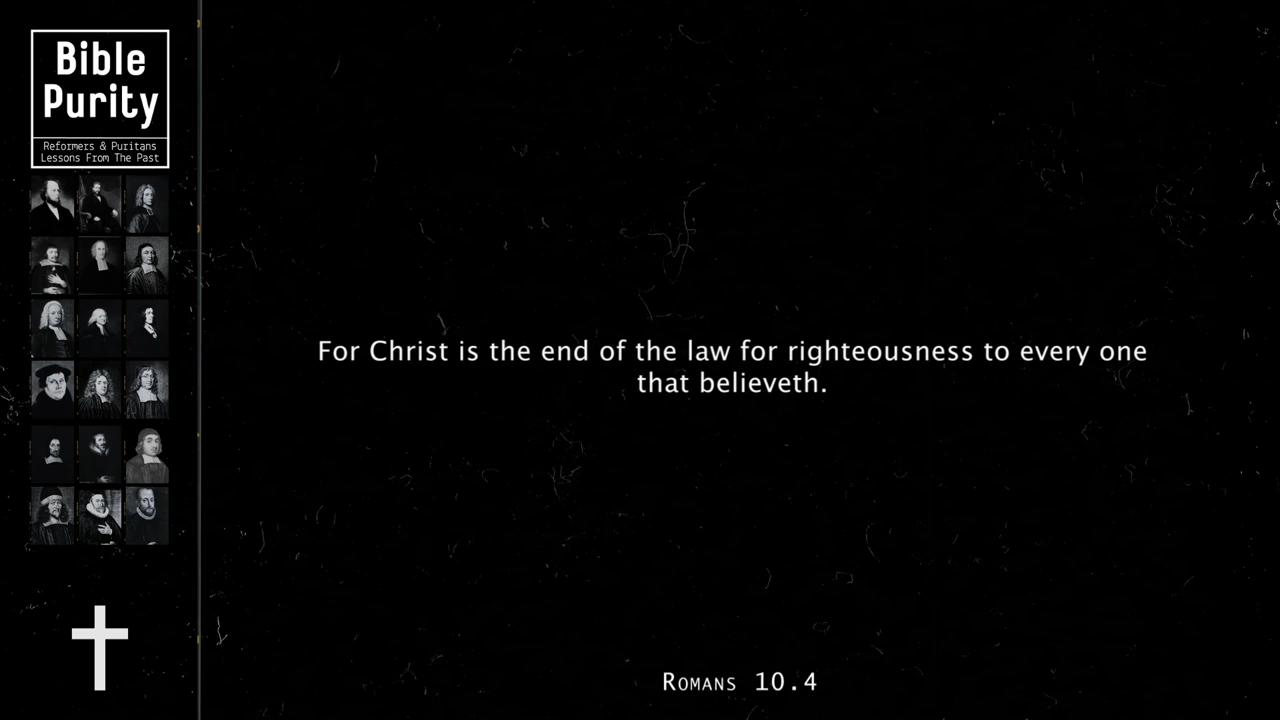 Bible
Purity
Reformers & Puritans
Lessons From The Past
For Christ is the end of the law for righteousness to every one
that believeth.
Romans 10.4